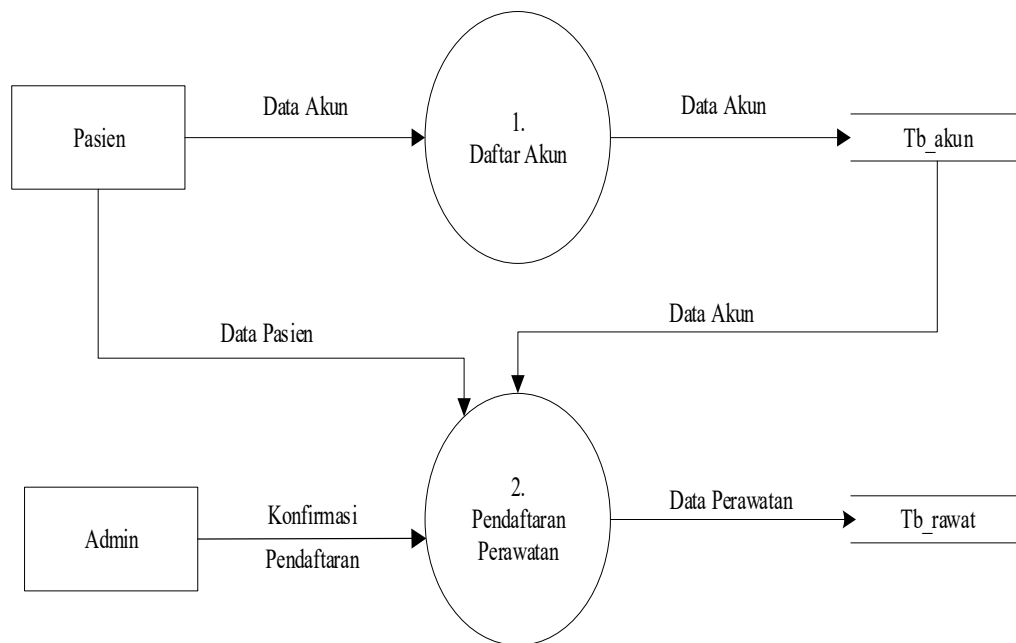 Pasien
Data Akun
1.
Daftar Akun
Data Akun
Tb_akun
Data Pasien
Data Akun
Admin
Konfirmasi
Pendaftaran
2.
Pendaftaran
Perawatan
Data Perawatan
Tb_rawat